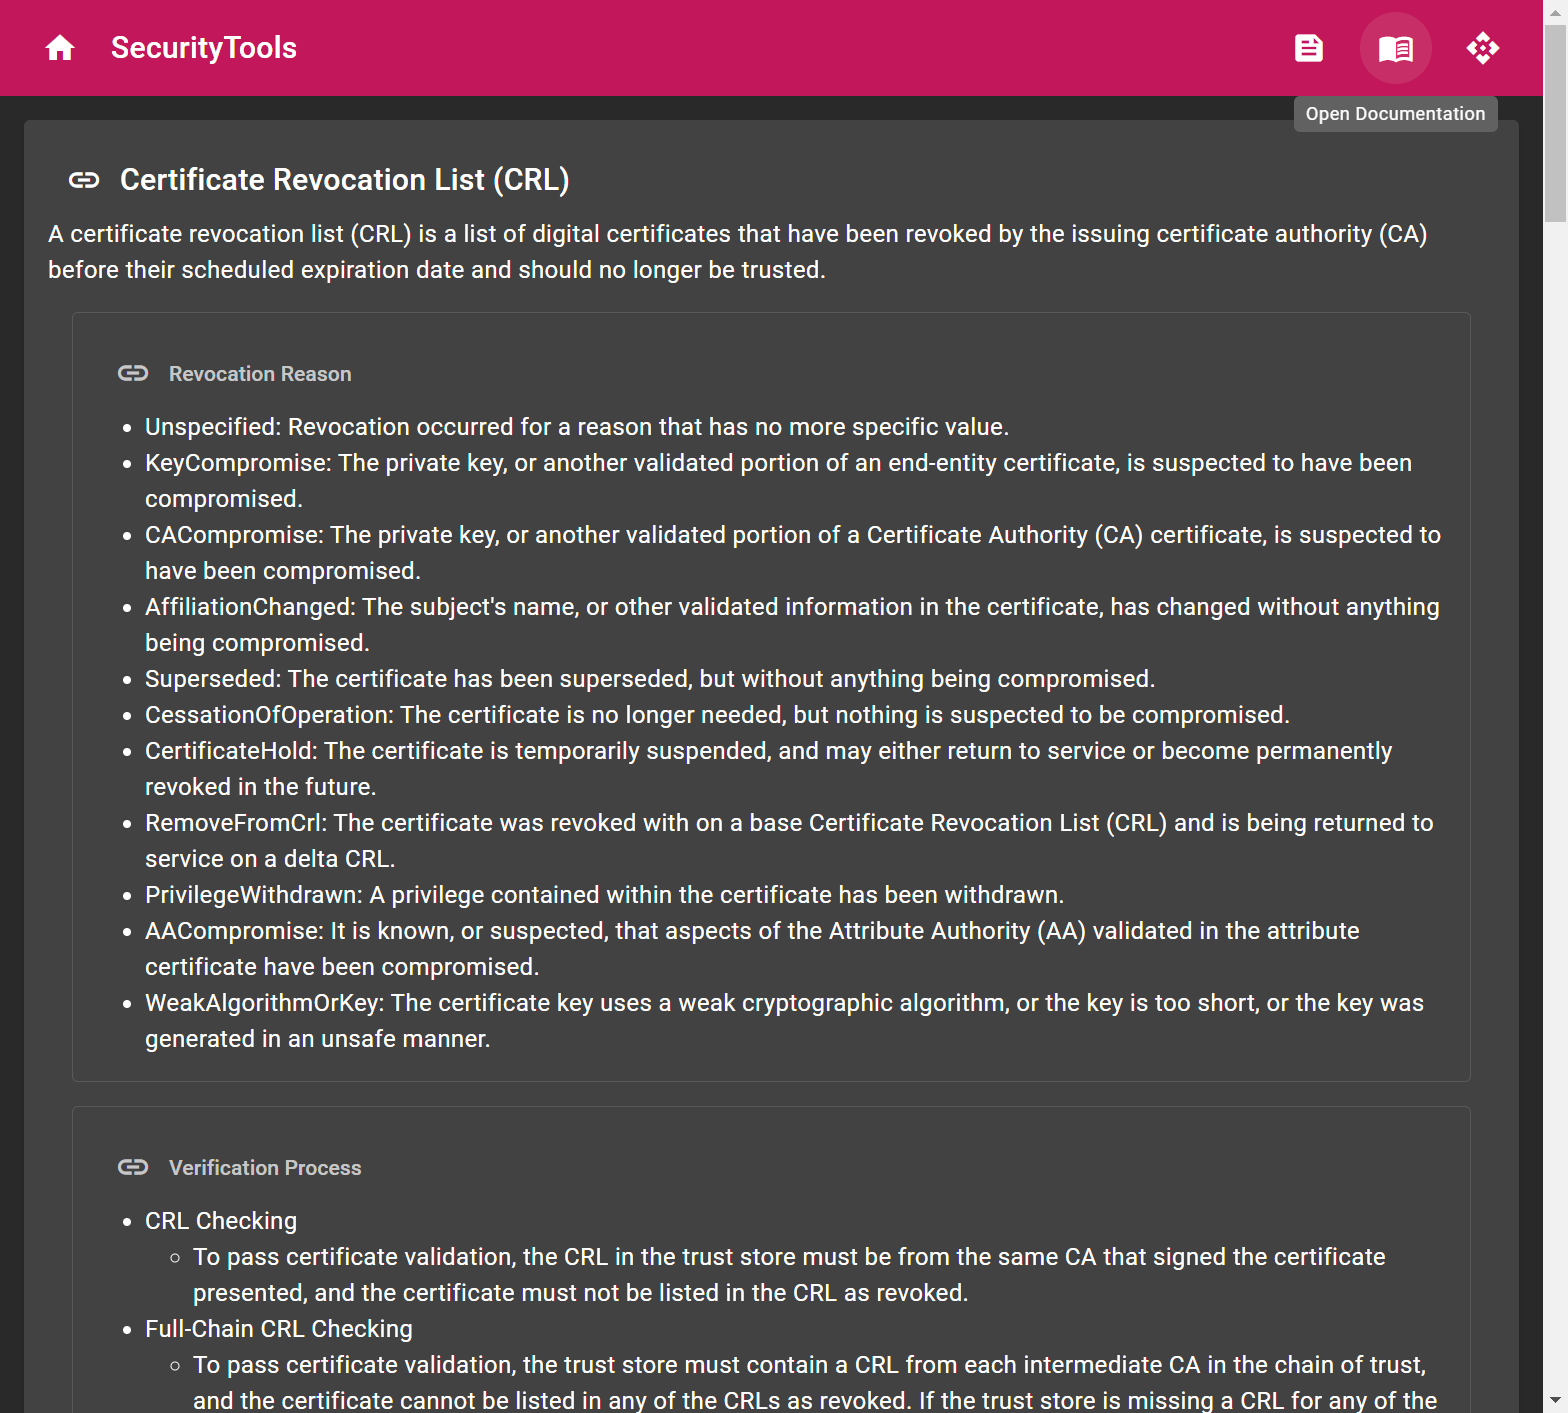 SecurityTools
Open Documentation
Certificate Revocation List (CRL)
A certificate revocation list (CRL) is a list of digital certificates that have been revoked by the issuing certificate authority (CA)
before their scheduled expiration date and should no longer be trusted.
Revocation Reason
• Unspecified: Revocation occurred for a reason that has no more specific value.
• KeyCompromise: The private key, or another validated portion of an end-entity certificate, is suspected to have been
compromised.
• CACompromise: The private key, or another validated portion of a Certificate Authority (CA) certificate, is suspected to
have been compromised.
• AffiliationChanged: The subject's name, or other validated information in the certificate, has changed without anything
being compromised.
• Superseded: The certificate has been superseded, but without anything being compromised.
• CessationOfOperation: The certificate is no longer needed, but nothing is suspected to be compromised.
• CertificateHold: The certificate is temporarily suspended, and may either return to service or become permanently
revoked in the future.
• RemoveFromCrl: The certificate was revoked with on a base Certificate Revocation List (CRL) and is being returned to
service on a delta CRL.
• PrivilegeWithdrawn: A privilege contained within the certificate has been withdrawn.
• AACompromise: It is known, or suspected, that aspects of the Attribute Authority (AA) validated in the attribute
certificate have been compromised.
• WeakAlgorithmOrKey: The certificate key uses a weak cryptographic algorithm, or the key is too short, or the key was
generated in an unsafe manner.
Verification Process
• CRL Checking
◦ To pass certificate validation, the CRL in the trust store must be from the same CA that signed the certificate
presented, and the certificate must not be listed in the CRL as revoked.
• Full-Chain CRL Checking
◦ To pass certificate validation, the trust store must contain a CRL from each intermediate CA in the chain of trust,
and the certificate cannot be listed in any of the CRLs as revoked. If the trust store is missing a CRL for any of the